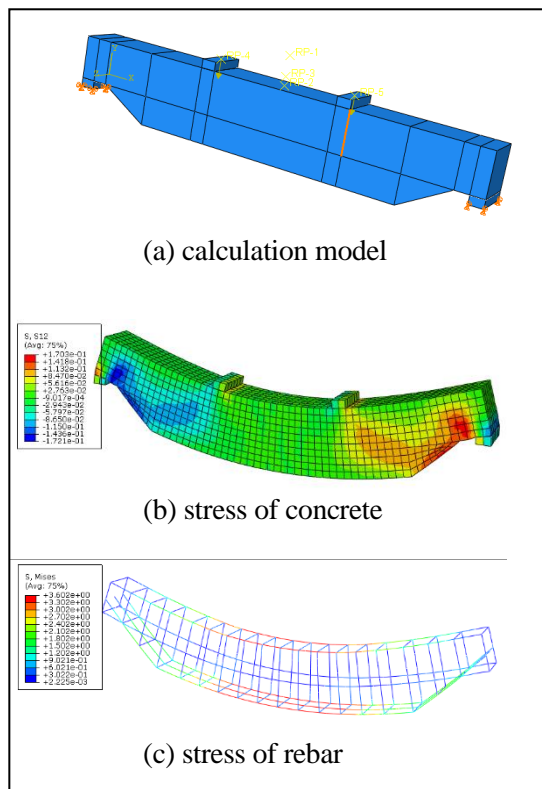 RP-4
RP-1
RP-5
Z
X
(a) calculation model
S, S12
(Avg: 75%)
+1.703e-01
+1.418e-01
+1.132e-01
+8.470e-02
+5.616e-02
+2.763e-02
-9.017e-04
-2.943e-02
-5.797e-02
-8.650e-02
-1.150e-01
-1.436e-01
-1.721e-01
(b) stress of concrete
S, Mises
(Avg: 75%)
+3.602e+00
+3.302e+00
+3.002e+00
+2.702e+00
+2.402e+00
+2.102e+00
+1.802e+00
+1.502e+00
+1.202e+00
+9.021e-01
+6.021e-01
+3.022e-01
+2.225e-03
(c) stress of rebar